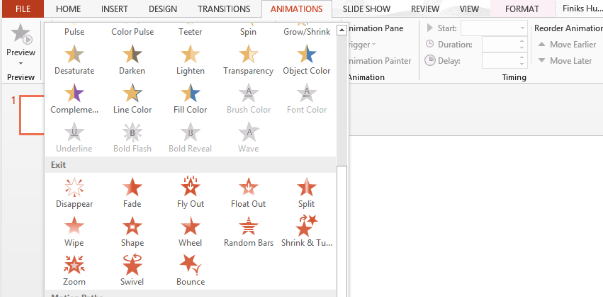 FILE HOME INSERT DESIGN TRANSITIONS ANIMATIONS SLIDE SHOW REVIEW VIEW FORMAT Finiks Hu...
Preview
Preview
Pulse Color Pulse Teeter Spin Grow/Shrink
Desaturate Darken Lighten Transparency Object Color
Compleme... Line Color Fill Color Brush Color Font Color
Underline Bold Flash Bold Reveal Wave
Exit
Disappear Fade Fly Out Float Out Split
Wipe Shape Wheel Random Bars Shrink & Tu...
Zoom Swivel Bounce
Motion Paths
nimation Pane
rigger
nimation Painter
nimation
Start:
Duration:
Delay:
Timing
Reorder Animation
Move Earlier
Move Later
1